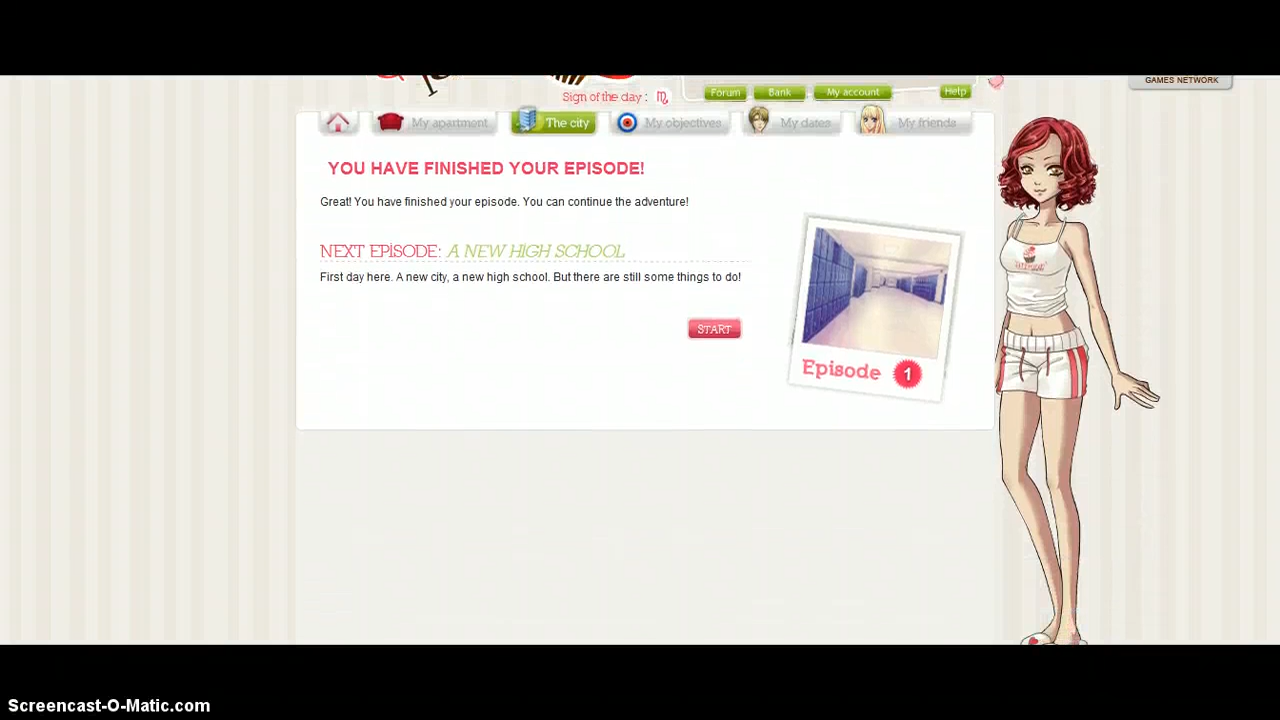 GAMES NETWORK
Sign of the day : ♏
Forum Bank My account Help
My apartment The city My objectives My dates My friends
YOU HAVE FINISHED YOUR EPISODE!
Great! You have finished your episode. You can continue the adventure!
NEXT EPISODE: A NEW HIGH SCHOOL
First day here. A new city, a new high school. But there are still some things to do!
START
Episode 1
Screencast-O-Matic.com